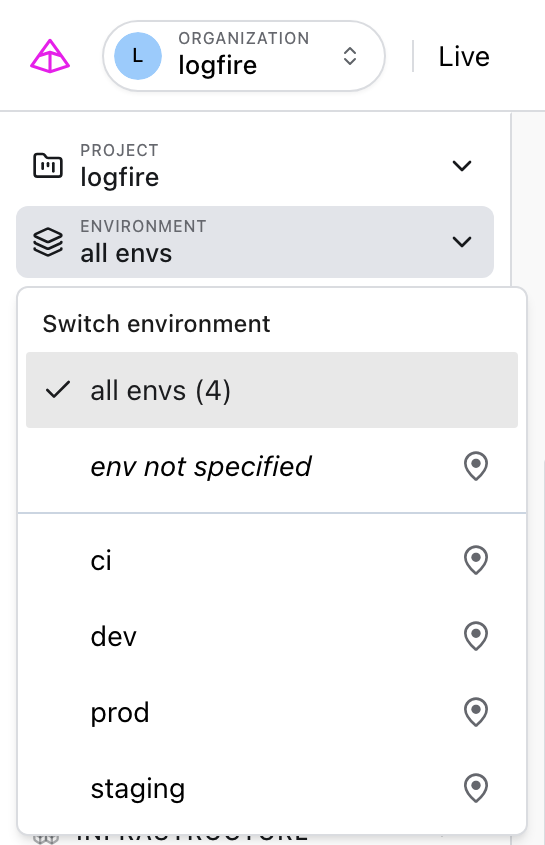 L
ORGANIZATION
logfire
Live
PROJECT
logfire
ENVIRONMENT
all envs
Switch environment
all envs (4)
env not specified
ci
dev
prod
staging
INFRASTRUCTURE